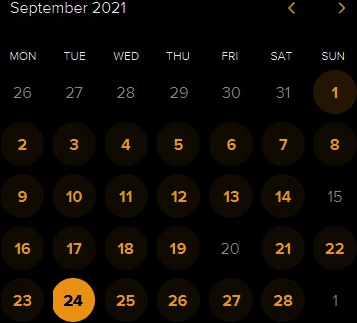 September 2021
MON TUE WED THU FRI SAT SUN
26 27 28 29 30 31 1
2 3 4 5 6 7 8
9 10 11 12 13 14 15
16 17 18 19 20 21 22
23 24 25 26 27 28 1